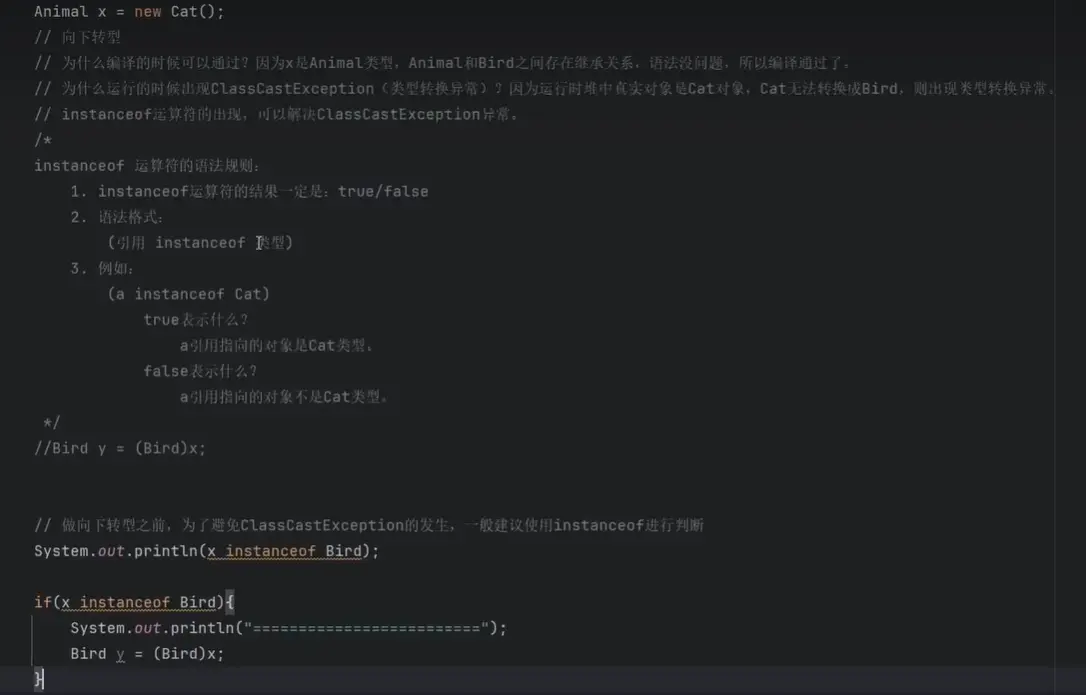 Animal x = new Cat();
// 向下转型
// 为什么编译的时候可以通过？因为x是Animal类型，Animal和Bird之间存在继承关系，语法没问题，所以编译通过了。
// 为什么运行的时候出现ClassCastException（类型转换异常）？因为运行时堆中真实对象是Cat对象，Cat无法转换成Bird，则出现类型转换异常。
// instanceof运算符的出现，可以解决ClassCastException异常。
/*
instanceof 运算符的语法规则：
1. instanceof运算符的结果一定是：true/false
2. 语法格式：
(引用 instanceof 类型)
3. 例如：
(a instanceof Cat)
true表示什么？
a引用指向的对象是Cat类型。
false表示什么？
a引用指向的对象不是Cat类型。
*/
//Bird y = (Bird)x;
// 做向下转型之前，为了避免ClassCastException的发生，一般建议使用instanceof进行判断
System.out.println(x instanceof Bird);
if(x instanceof Bird){
System.out.println("=========================");
Bird y = (Bird)x;
}